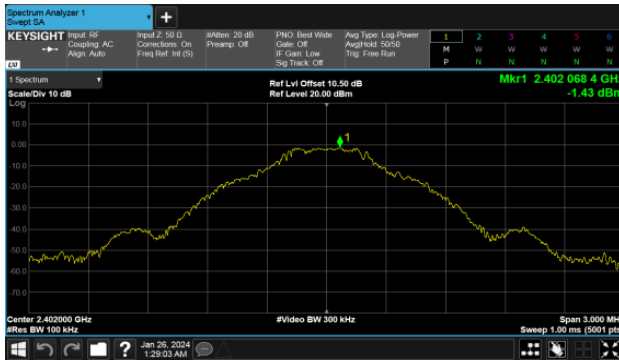 Spectrum Analyzer 1
Swept SA
+
KEYSIGHT
LXI
Input: RF
Coupling: AC
Align: Auto
Input Z: 50 Ω
Corrections: On
Freq Ref: Int (S)
#Atten: 20 dB
Preamp: Off
PNO: Best Wide
Gate: Off
IF Gain: Low
Sig Track: Off
Avg Type: Log-Power
Avg|Hold: 50/50
Trig: Free Run
1 2 3 4 5 6
M W W W W W
P N N N N N
1 Spectrum
Scale/Div 10 dB
Log
Ref Lvl Offset 10.50 dB
Ref Level 20.00 dBm
Mkr1 2.402 068 4 GHz
-1.43 dBm
10.0
0.00
-10.0
-20.0
-30.0
-40.0
-50.0
-60.0
-70.0
1
Center 2.402000 GHz
#Res BW 100 kHz
#Video BW 300 kHz
Span 3.000 MH
Sweep 1.00 ms (5001 pts
?
Jan 26, 2024
1:29:03 AM